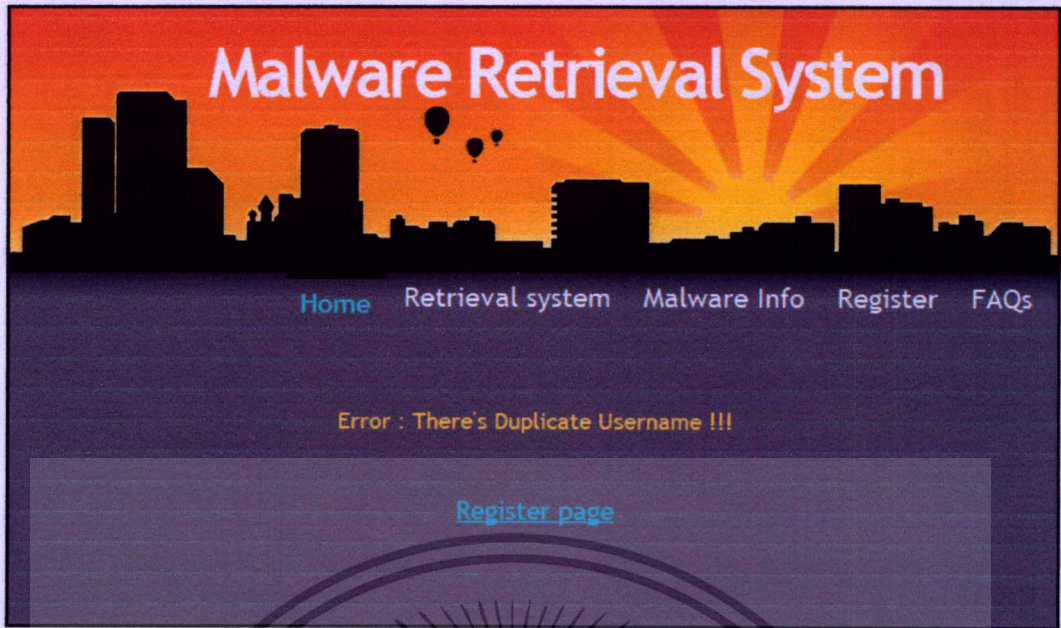 Malware Retrieval System
Home Retrieval system Malware Info Register FAQs
Error : There's Duplicate Username !!!
Register page